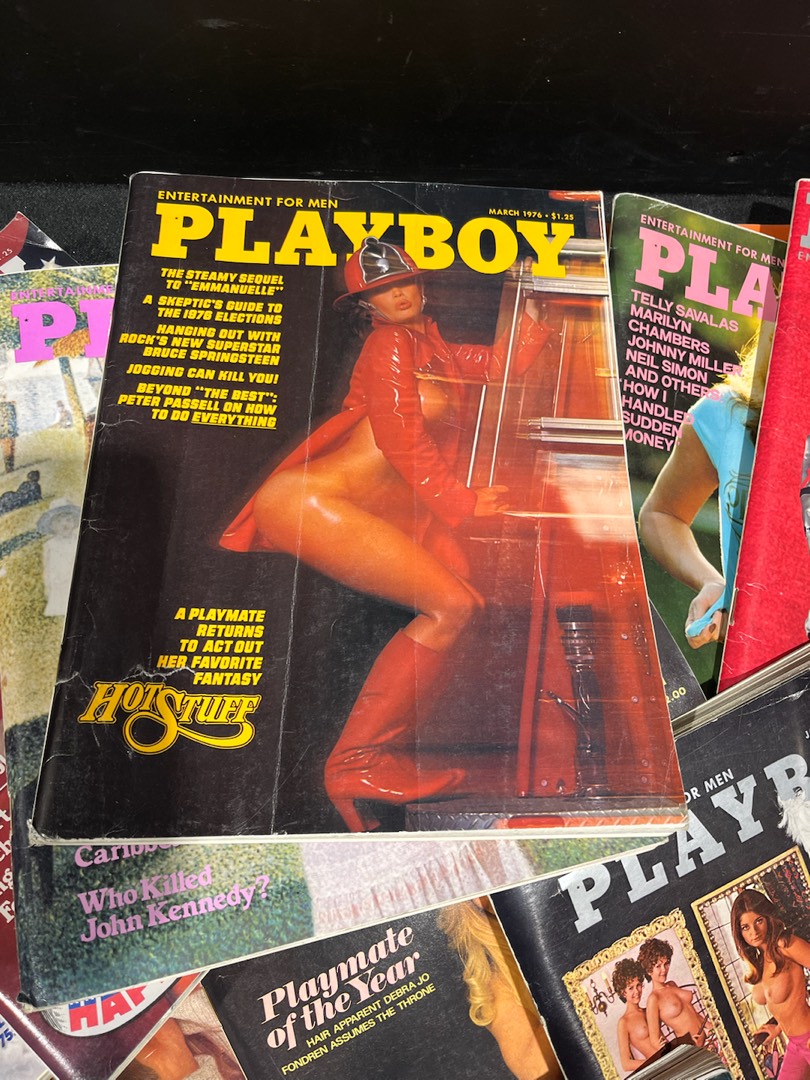 ENTERTAINMENT FOR MEN
MARCH 1976 • $1.25
PLAYBOY
THE STEAMY SEQUEL
TO "EMMANUELLE"
A SKEPTIC'S GUIDE TO
THE 1976 ELECTIONS
HANGING OUT WITH
ROCK'S NEW SUPERSTAR
BRUCE SPRINGSTEEN
JOGGING CAN KILL YOU!
BEYOND "THE BEST":
PETER PASSELL ON HOW
TO DO EVERYTHING
A PLAYMATE
RETURNS
TO ACT OUT
HER FAVORITE
FANTASY
HOT STUFF
ENTERTAINMENT FOR MEN
PLA
TELLY SAVALAS
MARILYN
CHAMBERS
JOHNNY MILLER
NEIL SIMON
AND OTHERS
HOW I
HANDLED
SUDDEN
MONEY
Who Killed
John Kennedy?
Playmate
of the Year
HAIR APPARENT DEBRA JO
FONDREN ASSUMES THE THRONE
OR MEN
PLAYB